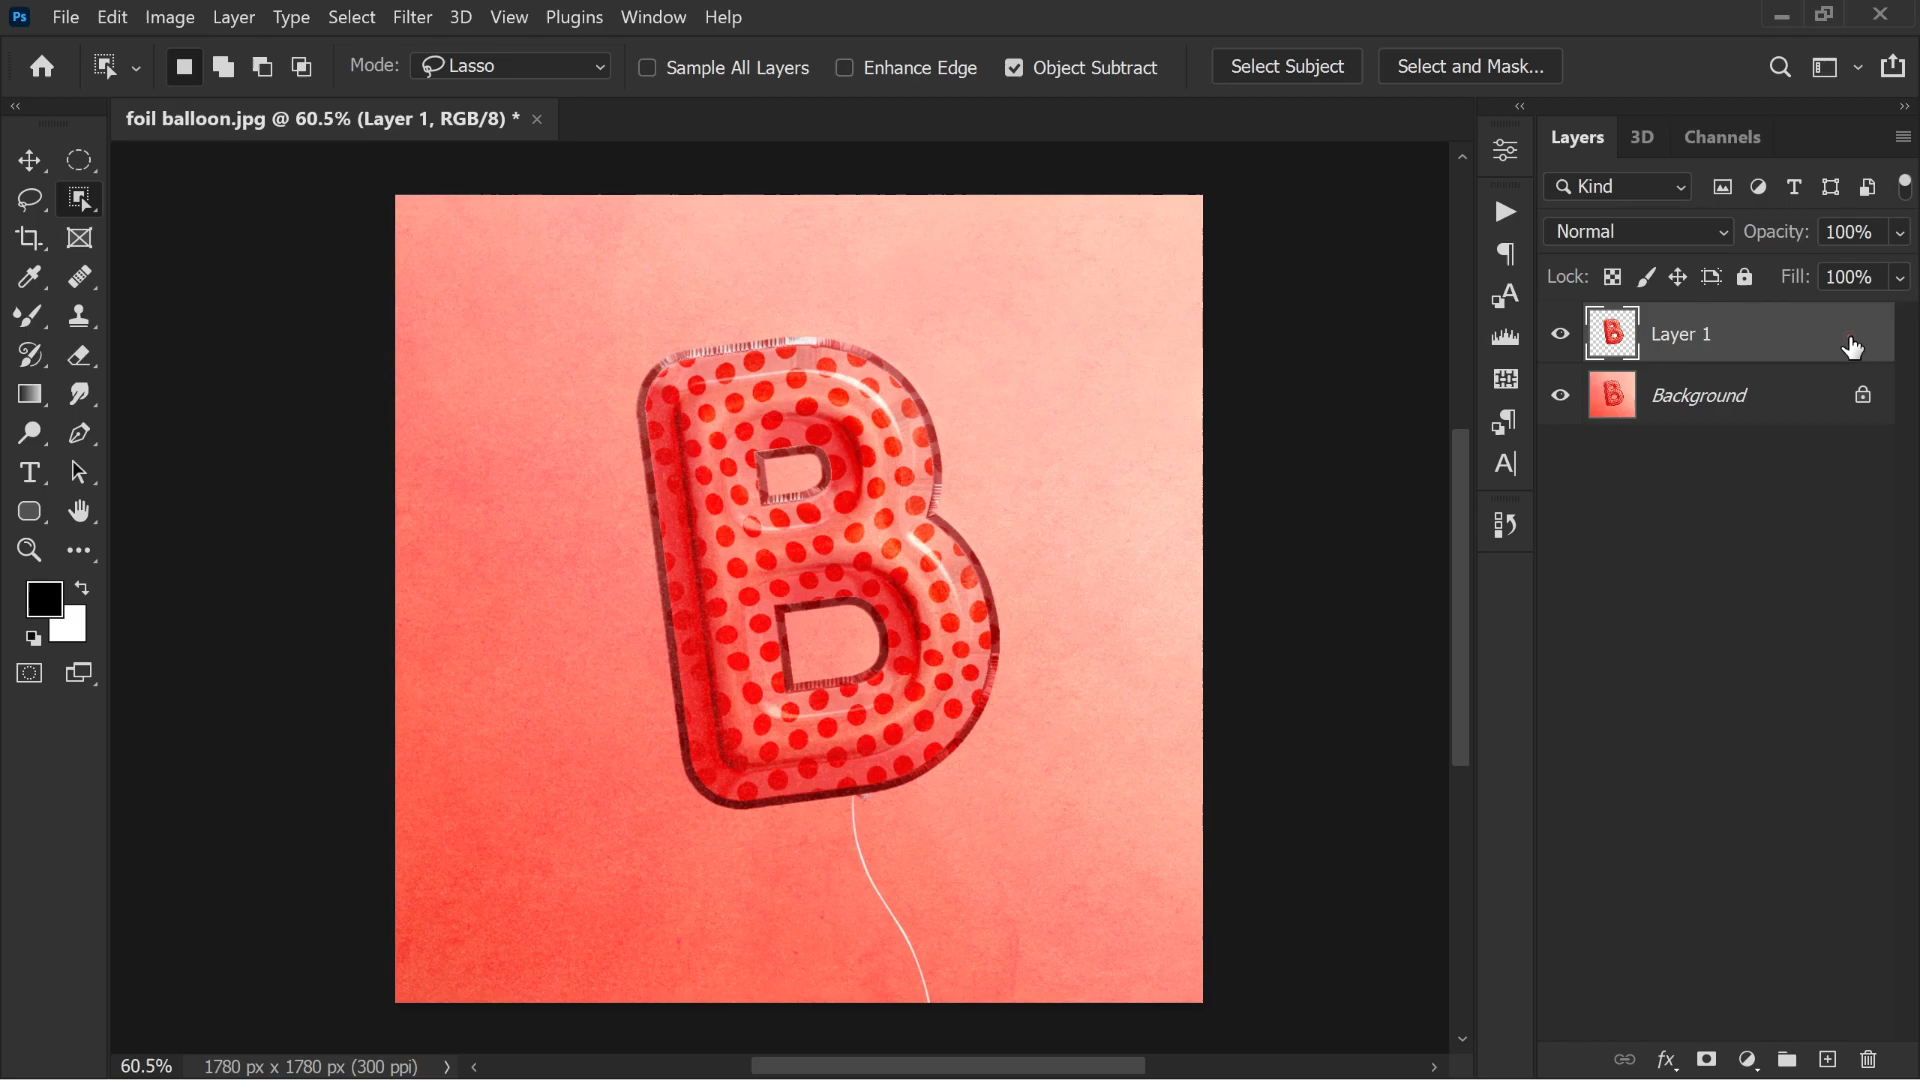 Ps File Edit Image Layer Type Select Filter 3D View Plugins Window Help
Mode: Lasso Sample All Layers Enhance Edge Object Subtract Select Subject Select and Mask...
foil balloon.jpg @ 60.5% (Layer 1, RGB/8) *
Layers 3D Channels
Kind
Normal Opacity: 100%
Lock: Fill: 100%
Layer 1
Background
B
60.5% 1780 px x 1780 px (300 ppi)